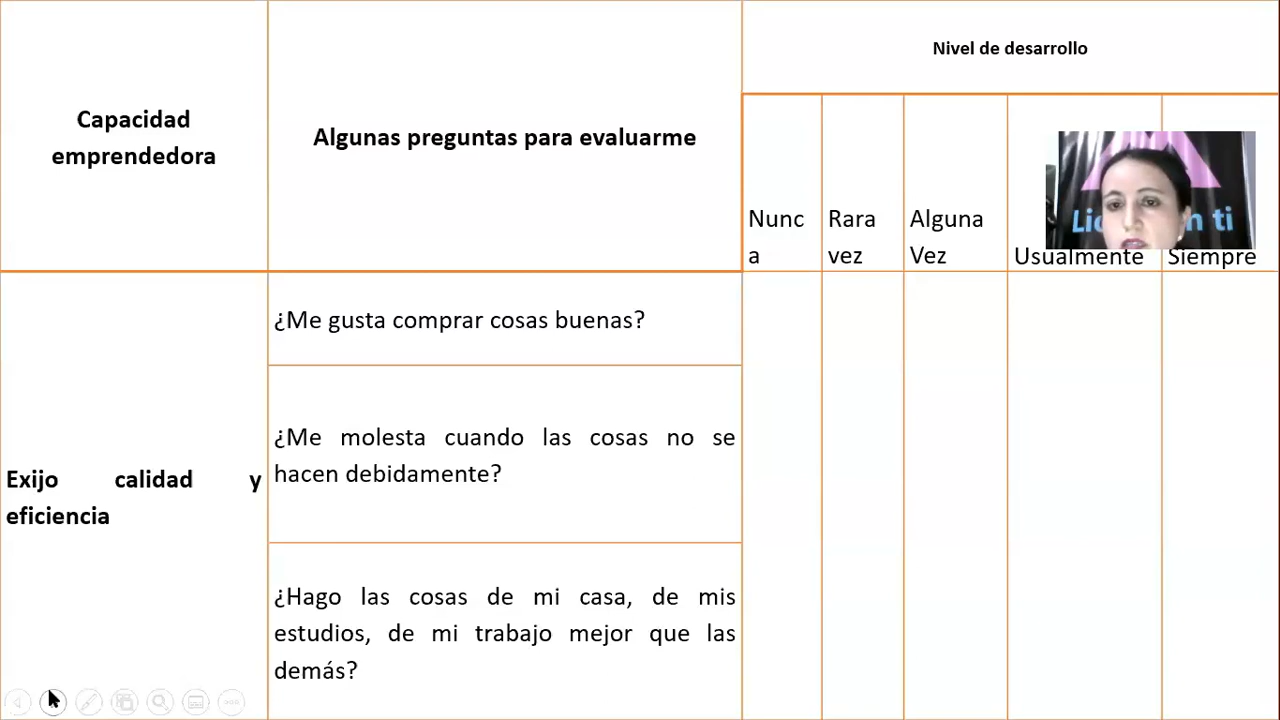 Nivel de desarrollo
Capacidad
emprendedora
Algunas preguntas para evaluarme
Nunc
a
Rara
vez
Alguna
Vez
Usualmente
Siempre
¿Me gusta comprar cosas buenas?
¿Me molesta cuando las cosas no se
hacen debidamente?
Exijo calidad y
eficiencia
¿Hago las cosas de mi casa, de mis
estudios, de mi trabajo mejor que las
demás?
ti